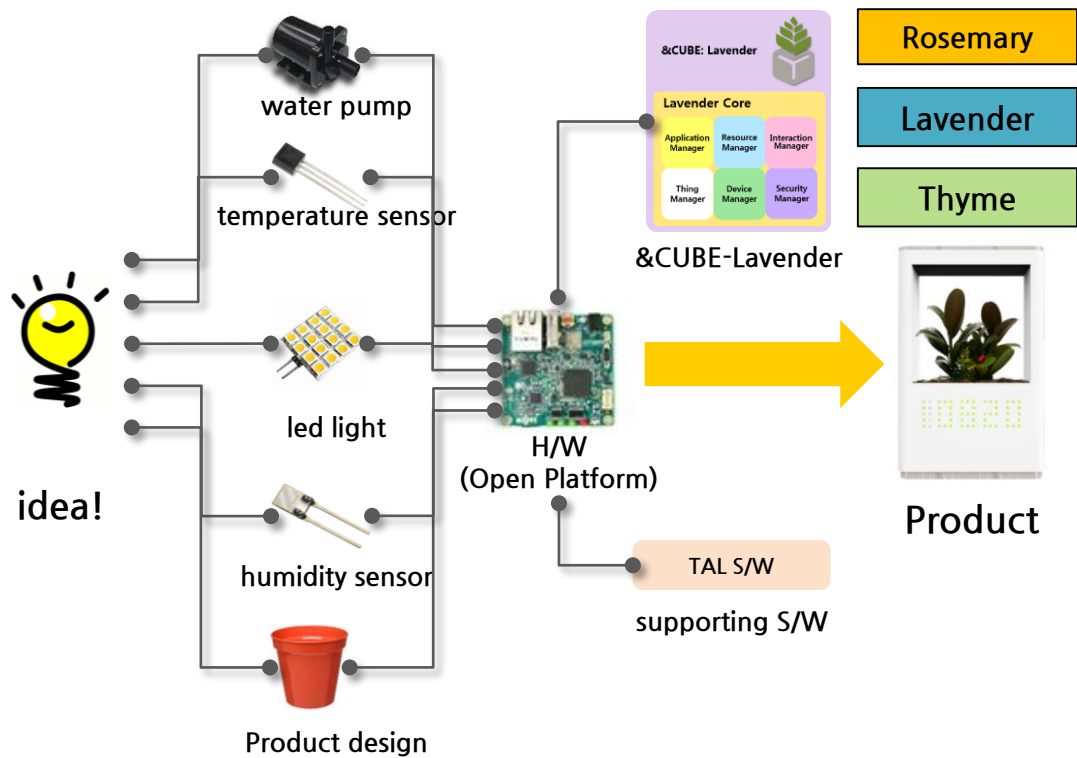 water pump
temperature sensor
led light
humidity sensor
Product design
idea!
H/W
(Open Platform)
&CUBE: Lavender
Lavender Core
Application
Manager
Resource
Manager
Interaction
Manager
Thing
Manager
Device
Manager
Security
Manager
&CUBE-Lavender
TAL S/W
supporting S/W
Rosemary
Lavender
Thyme
Product